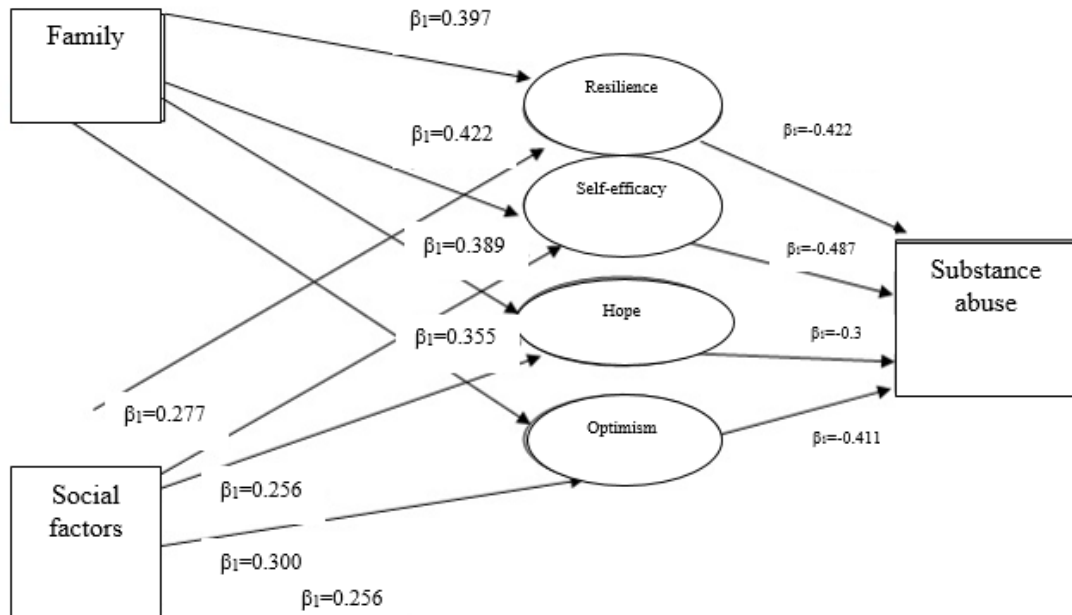 Family
β1=0.397
Resilience
β1=0.422
β1=-0.422
Self-efficacy
β1=0.389
β1=-0.487
Substance
abuse
Hope
β1=0.355
β1=-0.3
β1=0.277
Optimism
β1=-0.411
Social
factors
β1=0.256
β1=0.300
β1=0.256